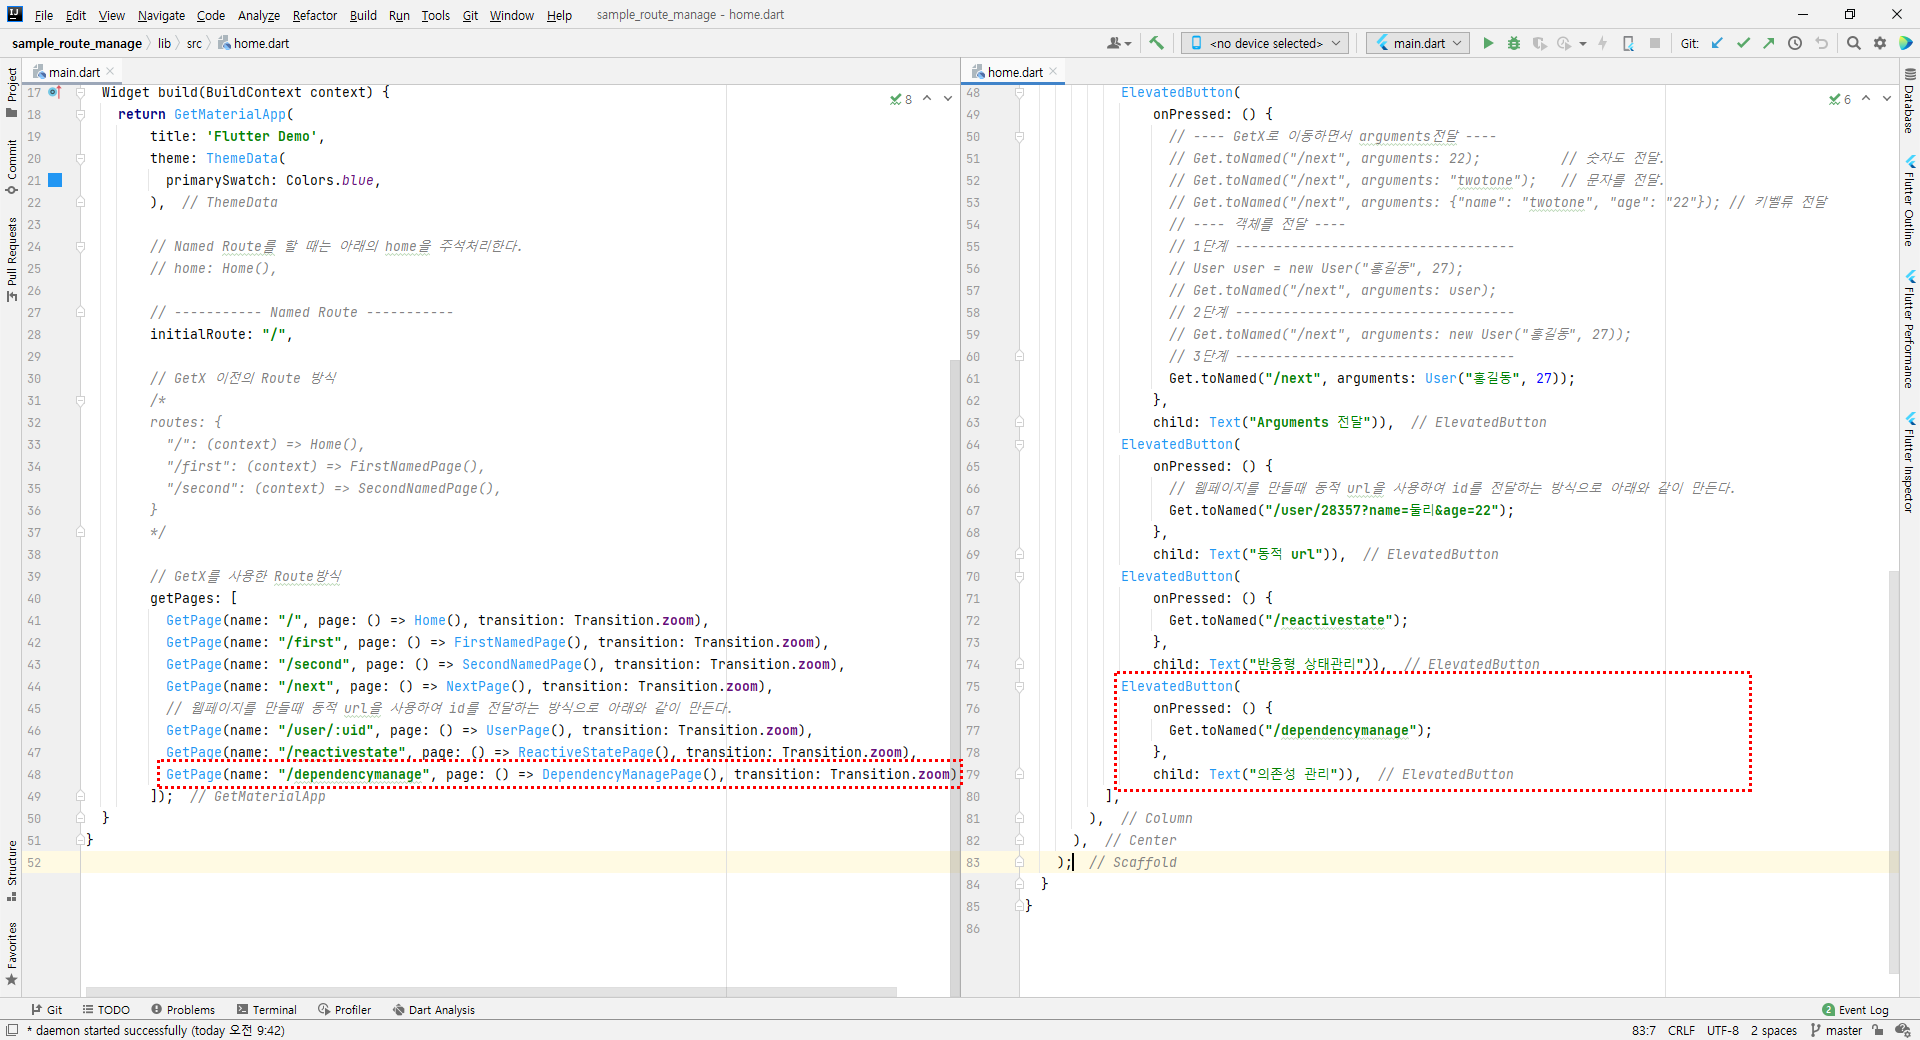 File Edit View Navigate Code Analyze Refactor Build Run Tools Git Window Help sample_route_manage - home.dart
sample_route_manage lib src home.dart
<no device selected> main.dart Git:
main.dart
17 Widget build(BuildContext context) {
18 return GetMaterialApp(
19 title: 'Flutter Demo',
20 theme: ThemeData(
21 primarySwatch: Colors.blue,
22 ), // ThemeData
23
24 // Named Route를 할 때는 아래의 home을 주석처리한다.
25 // home: Home(),
26
27 // ----------- Named Route -----------
28 initialRoute: "/",
29
30 // GetX 이전의 Route 방식
31 /*
32 routes: {
33 "/": (context) => Home(),
34 "/first": (context) => FirstNamedPage(),
35 "/second": (context) => SecondNamedPage(),
36 }
37 */
38
39 // GetX를 사용한 Route방식
40 getPages: [
41 GetPage(name: "/", page: () => Home(), transition: Transition.zoom),
42 GetPage(name: "/first", page: () => FirstNamedPage(), transition: Transition.zoom),
43 GetPage(name: "/second", page: () => SecondNamedPage(), transition: Transition.zoom),
44 GetPage(name: "/next", page: () => NextPage(), transition: Transition.zoom),
45 // 웹페이지를 만들때 동적 url을 사용하여 id를 전달하는 방식으로 아래와 같이 만든다.
46 GetPage(name: "/user/:uid", page: () => UserPage(), transition: Transition.zoom),
47 GetPage(name: "/reactivestate", page: () => ReactiveStatePage(), transition: Transition.zoom),
48 GetPage(name: "/dependencymanage", page: () => DependencyManagePage(), transition: Transition.zoom)
49 ]); // GetMaterialApp
50 }
51 }
52
8
home.dart
48 ElevatedButton(
49 onPressed: () {
50 // ---- GetX로 이동하면서 arguments전달 ----
51 // Get.toNamed("/next", arguments: 22); // 숫자도 전달.
52 // Get.toNamed("/next", arguments: "twotone"); // 문자를 전달.
53 // Get.toNamed("/next", arguments: {"name": "twotone", "age": "22"}); // 키벨류 전달
54 // ---- 객체를 전달 ----
55 // 1단계 -----------------------------------
56 // User user = new User("홍길동", 27);
57 // Get.toNamed("/next", arguments: user);
58 // 2단계 -----------------------------------
59 // Get.toNamed("/next", arguments: new User("홍길동", 27));
60 // 3단계 -----------------------------------
61 Get.toNamed("/next", arguments: User("홍길동", 27));
62 },
63 child: Text("Arguments 전달")), // ElevatedButton
64 ElevatedButton(
65 onPressed: () {
66 // 웹페이지를 만들때 동적 url을 사용하여 id를 전달하는 방식으로 아래와 같이 만든다.
67 Get.toNamed("/user/28357?name=둘리&age=22");
68 },
69 child: Text("동적 url")), // ElevatedButton
70 ElevatedButton(
71 onPressed: () {
72 Get.toNamed("/reactivestate");
73 },
74 child: Text("반응형 상태관리")), // ElevatedButton
75 ElevatedButton(
76 onPressed: () {
77 Get.toNamed("/dependencymanage");
78 },
79 child: Text("의존성 관리")), // ElevatedButton
80 ],
81 ), // Column
82 ), // Center
83 ); // Scaffold
84 }
85 }
86
6
Project
Commit
Pull Requests
Structure
Favorites
Database
Flutter Outline
Flutter Performance
Flutter Inspector
Git TODO Problems Terminal Profiler Dart Analysis 2 Event Log
* daemon started successfully (today 오전 9:42) 83:7 CRLF UTF-8 2 spaces master